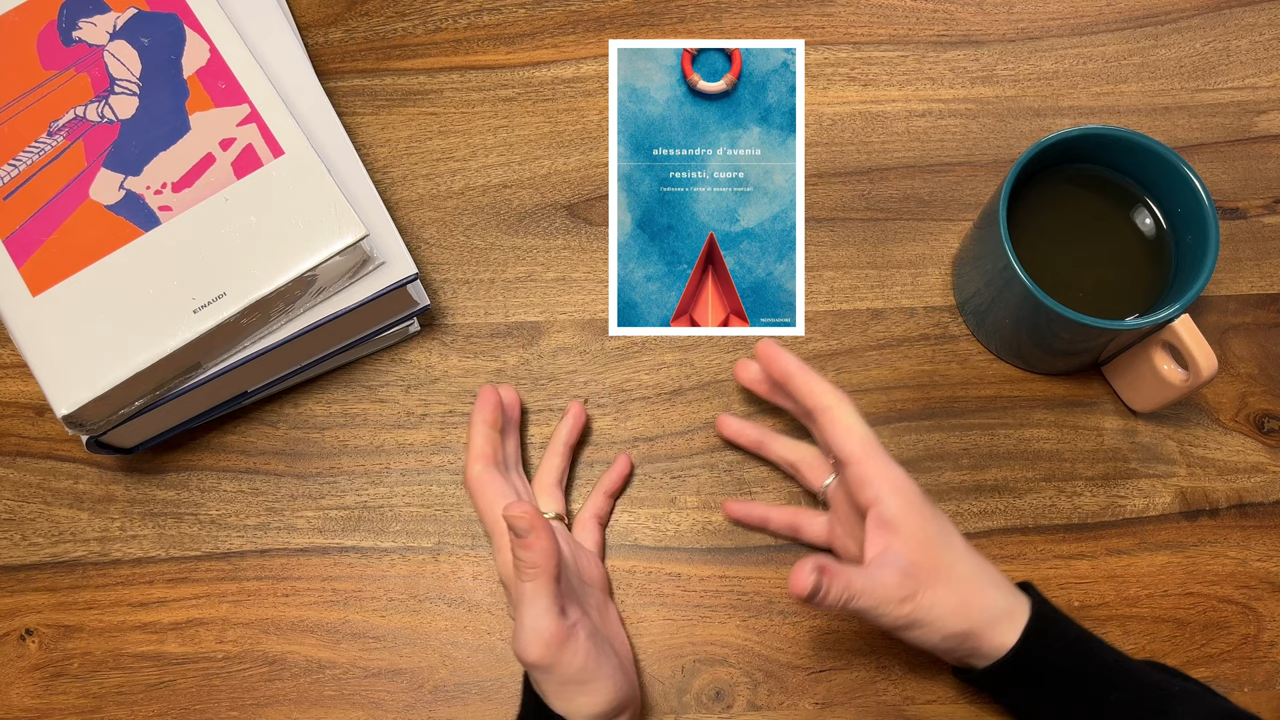 EINAUDI
alessandro d'avenia
resisti, cuore
l'odissea e l'arte di essere mortali
MONDADORI